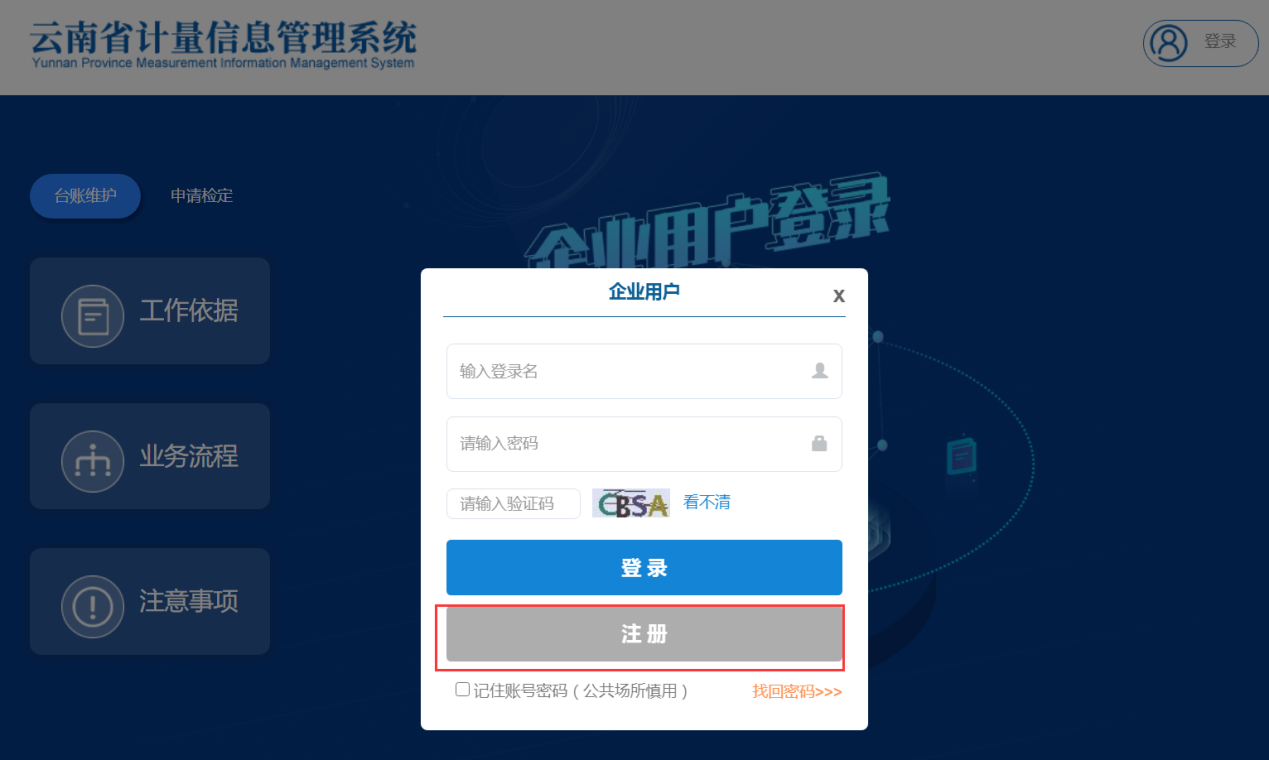 云南省计量信息管理系统
Yunnan Province Measurement Information Management System
登录
台账维护
申请检定
企业用户登录
工作依据
业务流程
注意事项
企业用户
x
输入登录名
请输入密码
请输入验证码
CBSA
看不清
登 录
注 册
记住账号密码 ( 公共场所慎用 )
找回密码>>>